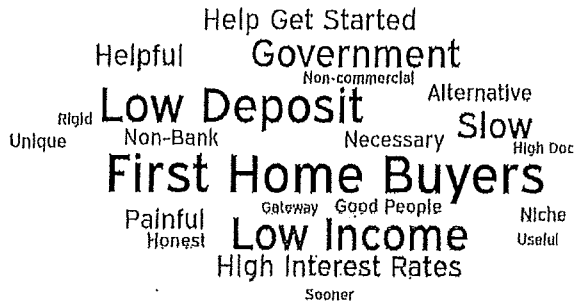 Help Get Started
Helpful Government
Non-commercial
Low Deposit Alternative
Rigid Slow
Unique Non-Bank Necessary High Doc
First Home Buyers
Gateway Good People Niche
Painful Low Income
Honest Useful
High Interest Rates
Sooner